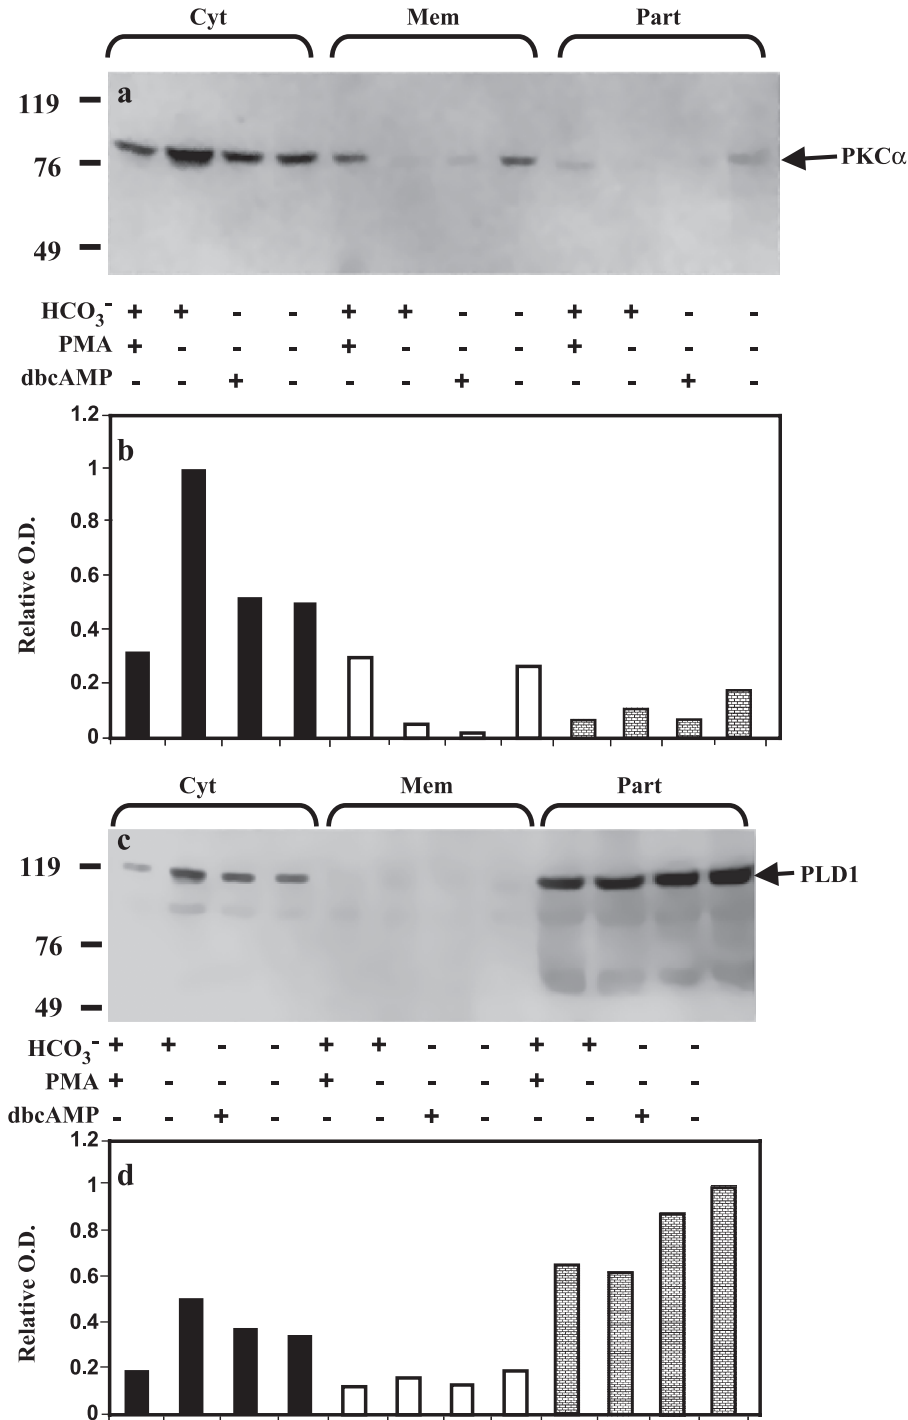 Cyt Mem Part
a
119
76
49
PKCα
HCO₃⁻ + + - - + + - - + + - -
PMA + - - - + - - - + - - -
dbcAMP - - + - - - + - - - + -
1.2
b
1
0.8
0.6
0.4
0.2
0
Relative O.D.
Cyt Mem Part
c
119
76
49
PLD1
HCO₃⁻ + + - - + + - - + + - -
PMA + - - - + - - - + - - -
dbcAMP - - + - - - + - - - + -
1.2
d
1
0.8
0.6
0.4
0.2
0
Relative O.D.